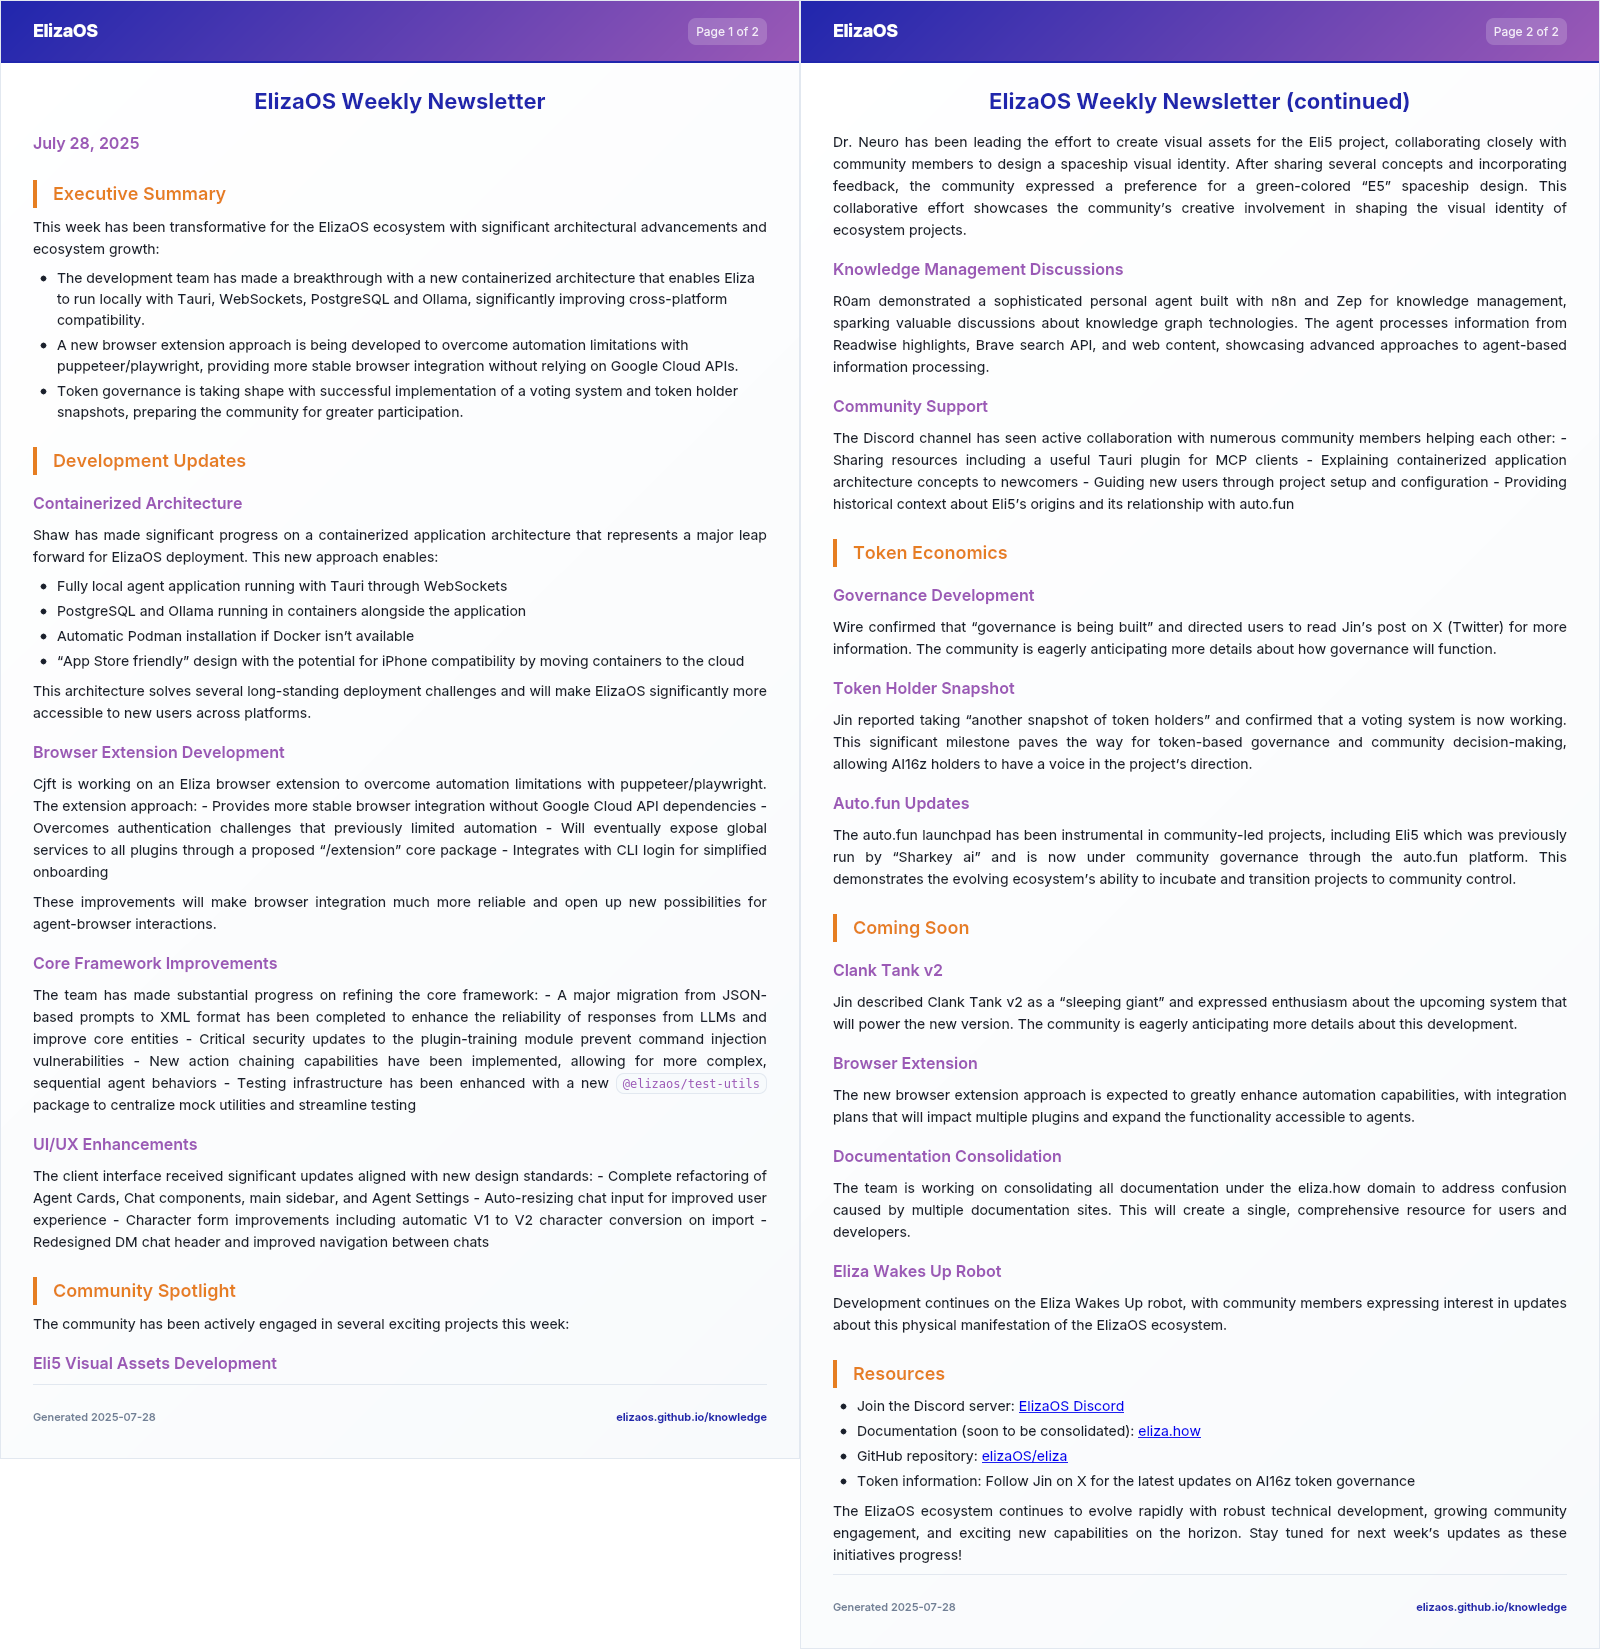 ElizaOS
Page 1 of 2
ElizaOS Weekly Newsletter
July 28, 2025
Executive Summary
This week has been transformative for the ElizaOS ecosystem with significant architectural advancements and
ecosystem growth:
• The development team has made a breakthrough with a new containerized architecture that enables Eliza
to run locally with Tauri, WebSockets, PostgreSQL and Ollama, significantly improving cross-platform
compatibility.
• A new browser extension approach is being developed to overcome automation limitations with
puppeteer/playwright, providing more stable browser integration without relying on Google Cloud APIs.
• Token governance is taking shape with successful implementation of a voting system and token holder
snapshots, preparing the community for greater participation.
Development Updates
Containerized Architecture
Shaw has made significant progress on a containerized application architecture that represents a major leap
forward for ElizaOS deployment. This new approach enables:
• Fully local agent application running with Tauri through WebSockets
• PostgreSQL and Ollama running in containers alongside the application
• Automatic Podman installation if Docker isn’t available
• “App Store friendly” design with the potential for iPhone compatibility by moving containers to the cloud
This architecture solves several long-standing deployment challenges and will make ElizaOS significantly more
accessible to new users across platforms.
Browser Extension Development
Cjft is working on an Eliza browser extension to overcome automation limitations with puppeteer/playwright.
The extension approach: - Provides more stable browser integration without Google Cloud API dependencies -
Overcomes authentication challenges that previously limited automation - Will eventually expose global
services to all plugins through a proposed “/extension” core package - Integrates with CLI login for simplified
onboarding
These improvements will make browser integration much more reliable and open up new possibilities for
agent-browser interactions.
Core Framework Improvements
The team has made substantial progress on refining the core framework: - A major migration from JSON-
based prompts to XML format has been completed to enhance the reliability of responses from LLMs and
improve core entities - Critical security updates to the plugin-training module prevent command injection
vulnerabilities - New action chaining capabilities have been implemented, allowing for more complex,
sequential agent behaviors - Testing infrastructure has been enhanced with a new @elizaos/test-utils
package to centralize mock utilities and streamline testing
UI/UX Enhancements
The client interface received significant updates aligned with new design standards: - Complete refactoring of
Agent Cards, Chat components, main sidebar, and Agent Settings - Auto-resizing chat input for improved user
experience - Character form improvements including automatic V1 to V2 character conversion on import -
Redesigned DM chat header and improved navigation between chats
Community Spotlight
The community has been actively engaged in several exciting projects this week:
Eli5 Visual Assets Development
Generated 2025-07-28
elizaos.github.io/knowledge
ElizaOS
Page 2 of 2
ElizaOS Weekly Newsletter (continued)
Dr. Neuro has been leading the effort to create visual assets for the Eli5 project, collaborating closely with
community members to design a spaceship visual identity. After sharing several concepts and incorporating
feedback, the community expressed a preference for a green-colored “E5” spaceship design. This
collaborative effort showcases the community’s creative involvement in shaping the visual identity of
ecosystem projects.
Knowledge Management Discussions
R0am demonstrated a sophisticated personal agent built with n8n and Zep for knowledge management,
sparking valuable discussions about knowledge graph technologies. The agent processes information from
Readwise highlights, Brave search API, and web content, showcasing advanced approaches to agent-based
information processing.
Community Support
The Discord channel has seen active collaboration with numerous community members helping each other: -
Sharing resources including a useful Tauri plugin for MCP clients - Explaining containerized application
architecture concepts to newcomers - Guiding new users through project setup and configuration - Providing
historical context about Eli5’s origins and its relationship with auto.fun
Token Economics
Governance Development
Wire confirmed that “governance is being built” and directed users to read Jin’s post on X (Twitter) for more
information. The community is eagerly anticipating more details about how governance will function.
Token Holder Snapshot
Jin reported taking “another snapshot of token holders” and confirmed that a voting system is now working.
This significant milestone paves the way for token-based governance and community decision-making,
allowing AI16z holders to have a voice in the project’s direction.
Auto.fun Updates
The auto.fun launchpad has been instrumental in community-led projects, including Eli5 which was previously
run by “Sharkey ai” and is now under community governance through the auto.fun platform. This
demonstrates the evolving ecosystem’s ability to incubate and transition projects to community control.
Coming Soon
Clank Tank v2
Jin described Clank Tank v2 as a “sleeping giant” and expressed enthusiasm about the upcoming system that
will power the new version. The community is eagerly anticipating more details about this development.
Browser Extension
The new browser extension approach is expected to greatly enhance automation capabilities, with integration
plans that will impact multiple plugins and expand the functionality accessible to agents.
Documentation Consolidation
The team is working on consolidating all documentation under the eliza.how domain to address confusion
caused by multiple documentation sites. This will create a single, comprehensive resource for users and
developers.
Eliza Wakes Up Robot
Development continues on the Eliza Wakes Up robot, with community members expressing interest in updates
about this physical manifestation of the ElizaOS ecosystem.
Resources
• Join the Discord server: ElizaOS Discord
• Documentation (soon to be consolidated): eliza.how
• GitHub repository: elizaOS/eliza
• Token information: Follow Jin on X for the latest updates on AI16z token governance
The ElizaOS ecosystem continues to evolve rapidly with robust technical development, growing community
engagement, and exciting new capabilities on the horizon. Stay tuned for next week’s updates as these
initiatives progress!
Generated 2025-07-28
elizaos.github.io/knowledge